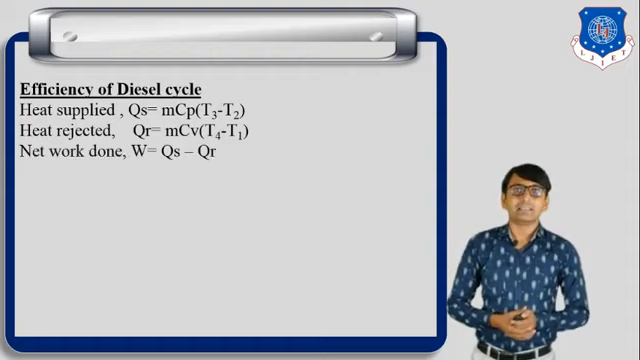 Efficiency of Diesel cycle
Heat supplied , Qs= mCp(T3-T2)
Heat rejected, Qr= mCv(T4-T1)
Net work done, W= Qs – Qr
LJIET